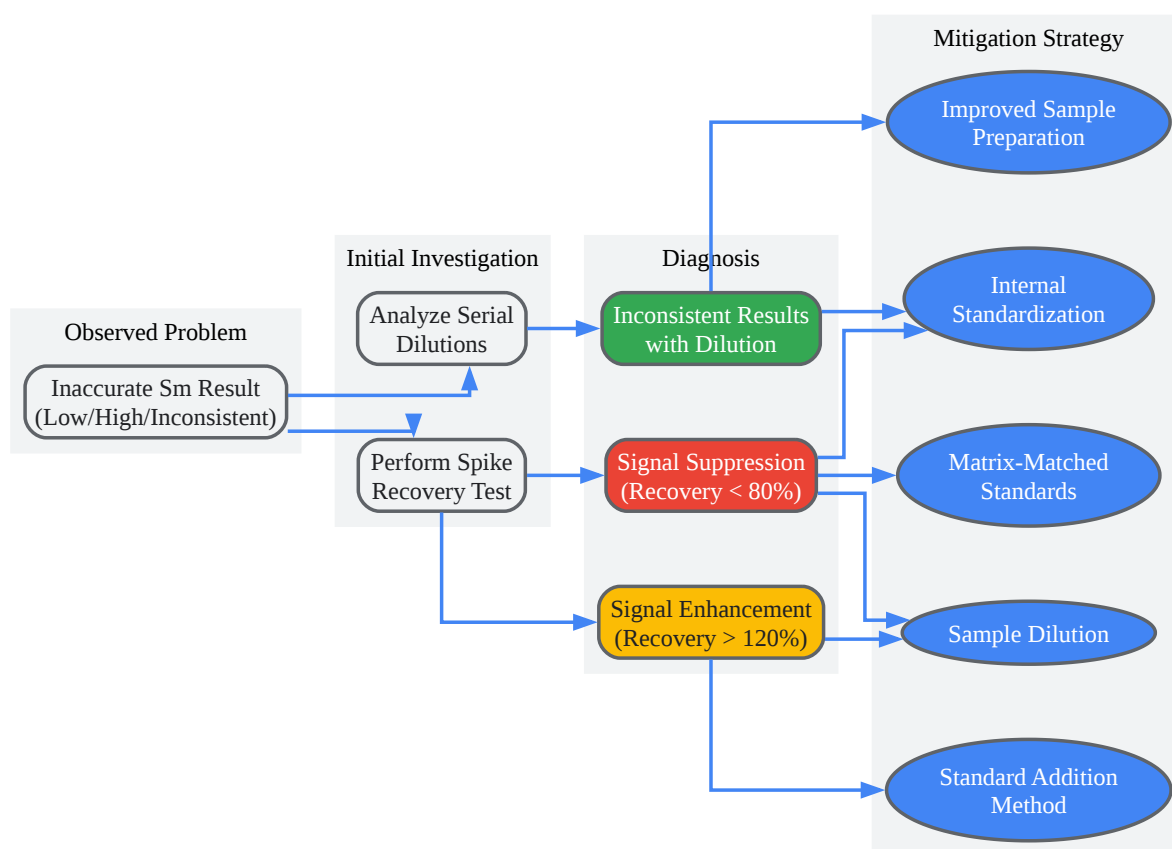 Observed Problem
Inaccurate Sm Result
(Low/High/Inconsistent)
Initial Investigation
Analyze Serial
Dilutions
Perform Spike
Recovery Test
Diagnosis
Inconsistent Results
with Dilution
Signal Suppression
(Recovery < 80%)
Signal Enhancement
(Recovery > 120%)
Mitigation Strategy
Improved Sample
Preparation
Internal
Standardization
Matrix-Matched
Standards
Sample Dilution
Standard Addition
Method